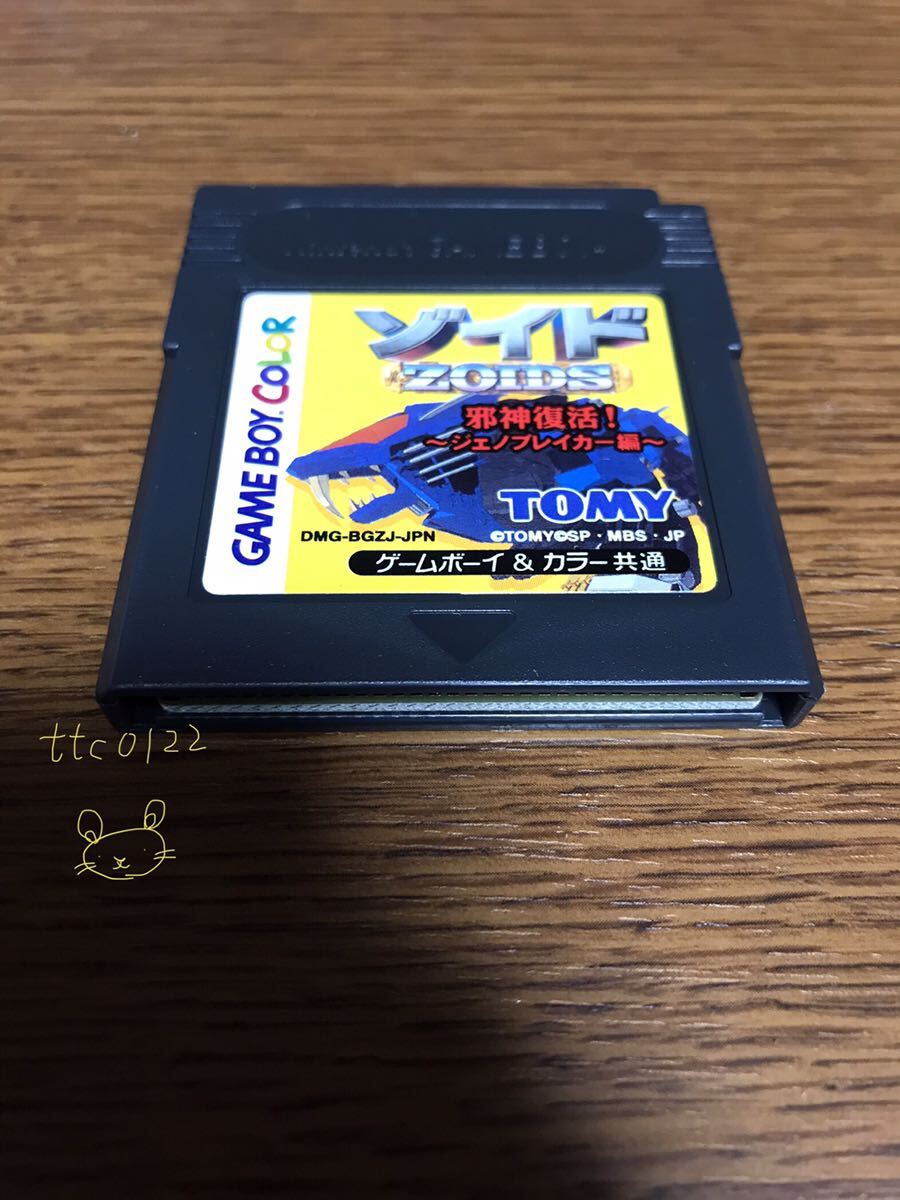 GAME BOY COLOR
ゾイド
ZOIDS
邪神復活!
~ジェノブレイカー編~
TOMY
DMG-BGZJ-JPN
©TOMY©SP・MBS・JP
ゲームボーイ & カラー共通
ttc0122